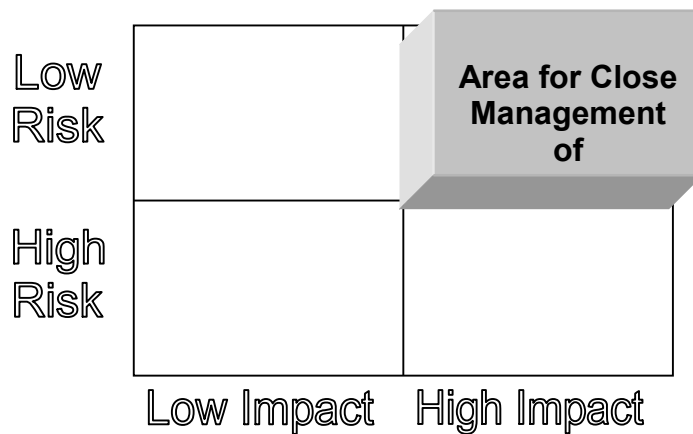 Low
Risk
Area for Close
Management
of
High
Risk
Low Impact
High Impact